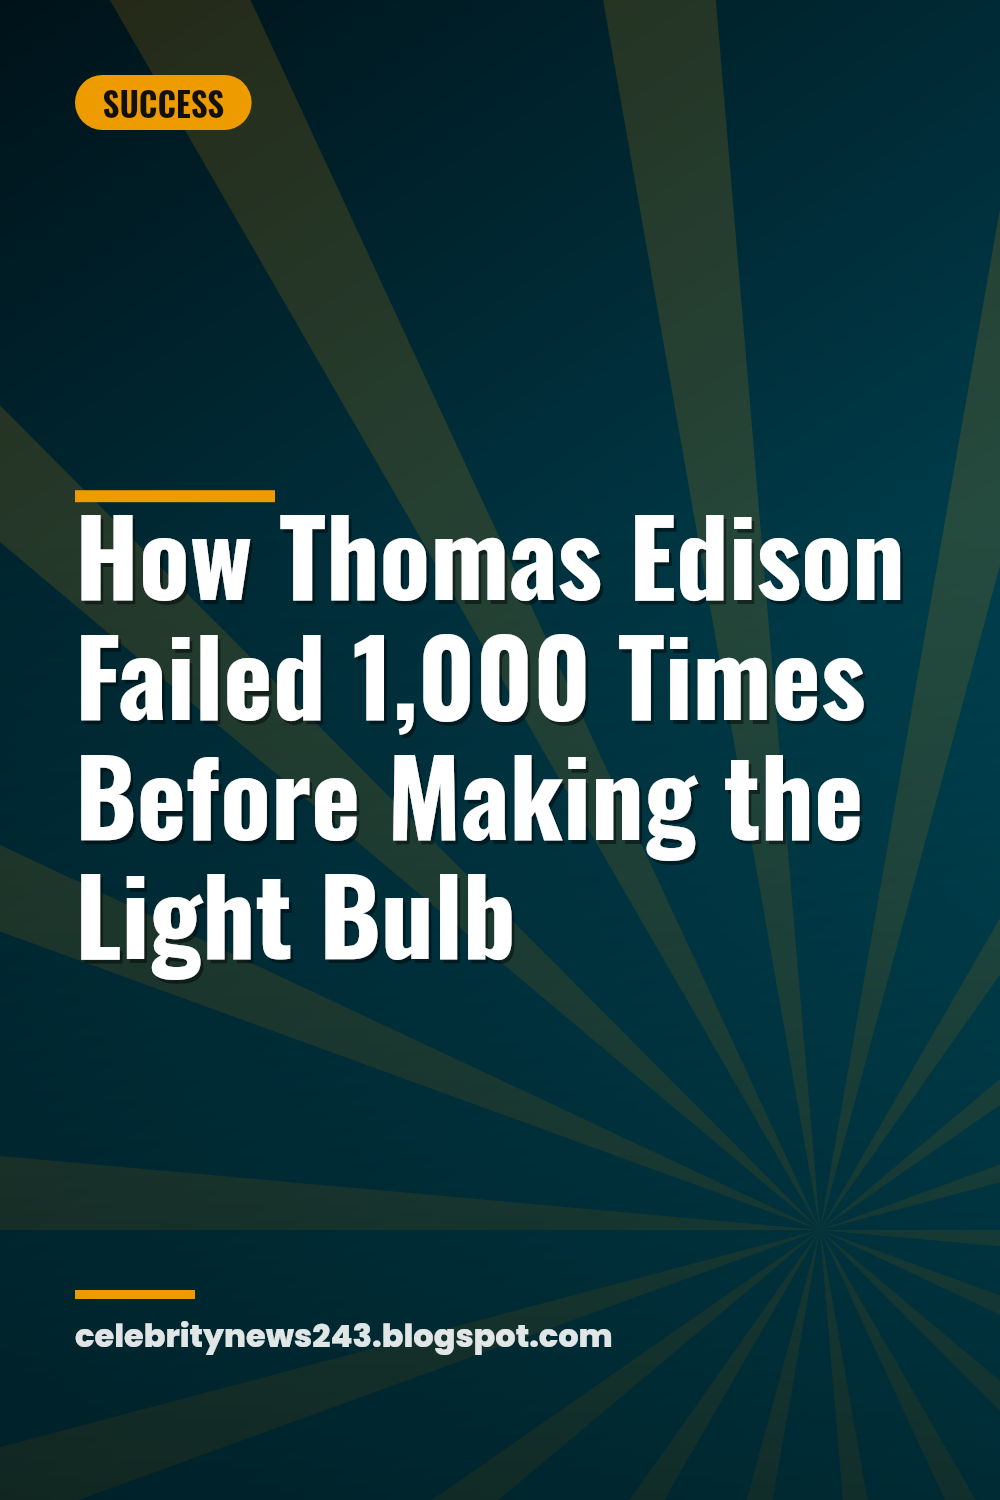 SUCCESS
How Thomas Edison
Failed 1,000 Times
Before Making the
Light Bulb
celebritynews243.blogspot.com